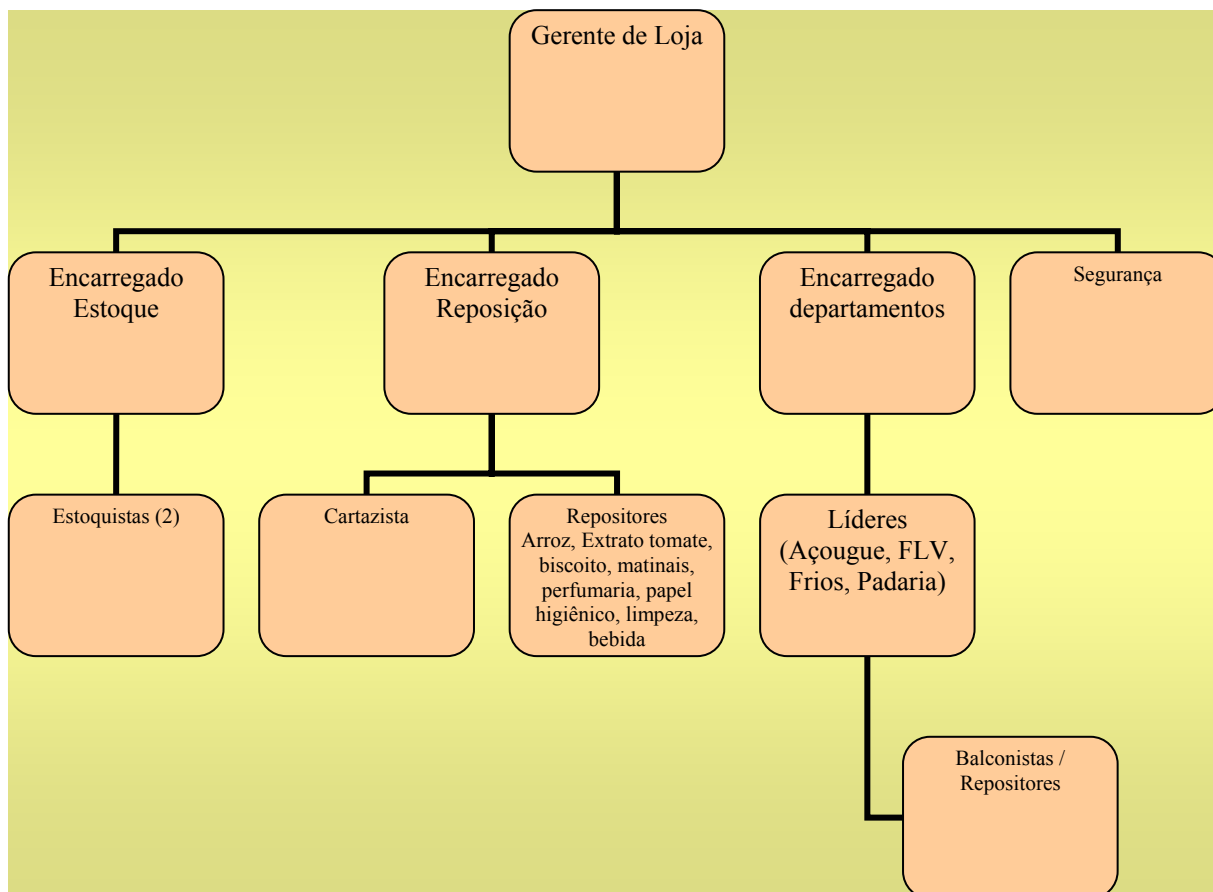 Gerente de Loja
Encarregado
Estoque
Encarregado
Reposição
Encarregado
departamentos
Segurança
Estoquistas (2)
Cartazista
Repositores
Arroz, Extrato tomate,
biscoito, matinais,
perfumaria, papel
higiênico, limpeza,
bebida
Líderes
(Açougue, FLV,
Frios, Padaria)
Balconistas /
Repositores